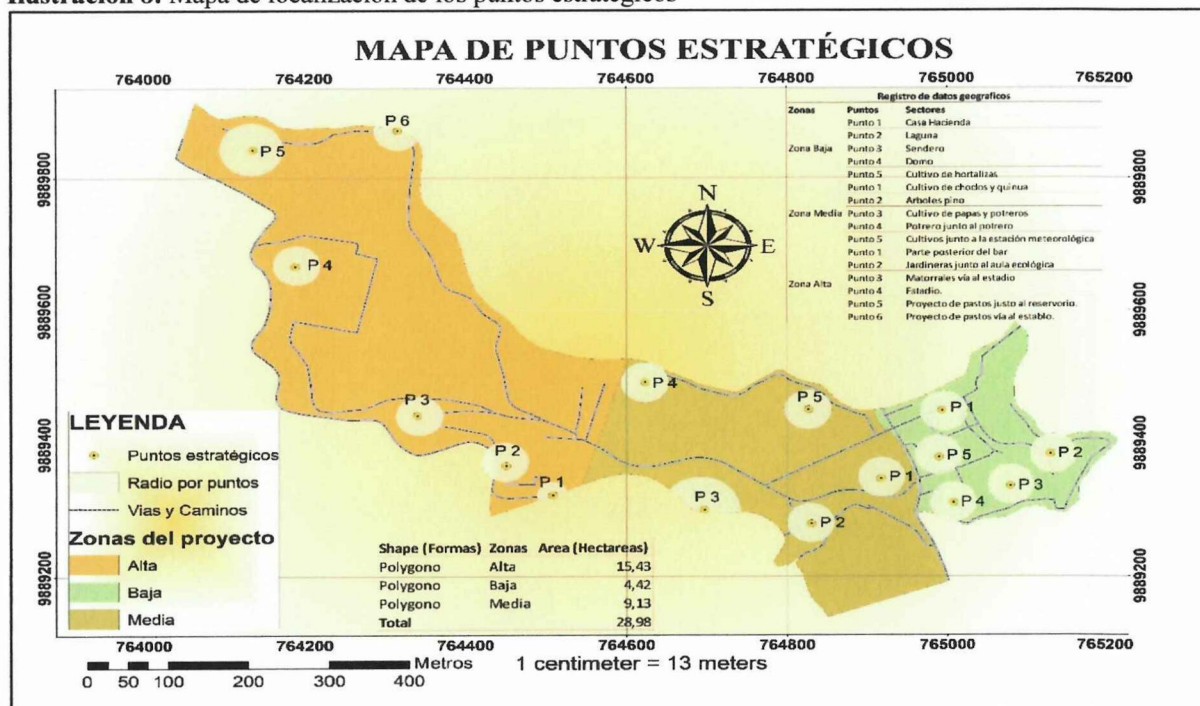 Ilustración 6. Mapa de localización de los puntos estratégicos
MAPA DE PUNTOS ESTRATÉGICOS
764000 764200 764400 764600 764800 765000 765200
Registro de datos geograficos
Zonas Puntos Sectores
Punto 1 Casa Hacienda
Punto 2 Laguna
Zona Baja Punto 3 Sendero
Punto 4 Domo
Punto 5 Cultivo de hortalizas
Punto 1 Cultivo de choclos y quinua
Punto 2 Arboles pino
Zona Media Punto 3 Cultivo de papas y potreros
Punto 4 Potrero junto al potrero
Punto 5 Cultivos junto a la estación meteorológica
Punto 1 Parte posterior del bar
Punto 2 Jardineras junto al aula ecológica
Zona Alta Punto 3 Matorrales vía al estadio
Punto 4 Estadio.
Punto 5 Proyecto de pastos justo al reservorio.
Punto 6 Proyecto de pastos vía al establo.
9889800
9889600
9889400
9889200
9889800
9889600
9889400
9889200
N
W E
S
P 6
P 5
P 4
P 3
P 2
P 1
P 4
P 5
P 1
P 3
P 2
P 1
P 5
P 2
P 3
P 4
LEYENDA
Puntos estratégicos
Radio por puntos
Vias y Caminos
Zonas del proyecto
Alta
Baja
Media
Shape (Formas) Zonas Area (Hectareas)
Polygono Alta 15,43
Polygono Baja 4,42
Polygono Media 9,13
Total 28,98
764000 764200 764400 764600 764800 765000 765200
Metros
0 50 100 200 300 400
1 centimeter = 13 meters